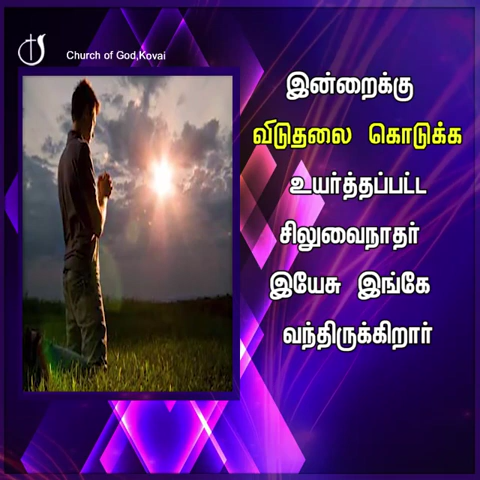 Church of God,Kovai
இன்றைக்கு
விடுதலை கொடுக்க
உயர்த்தப்பட்ட
சிலுவைநாதர்
இயேசு இங்கே
வந்திருக்கிறார்